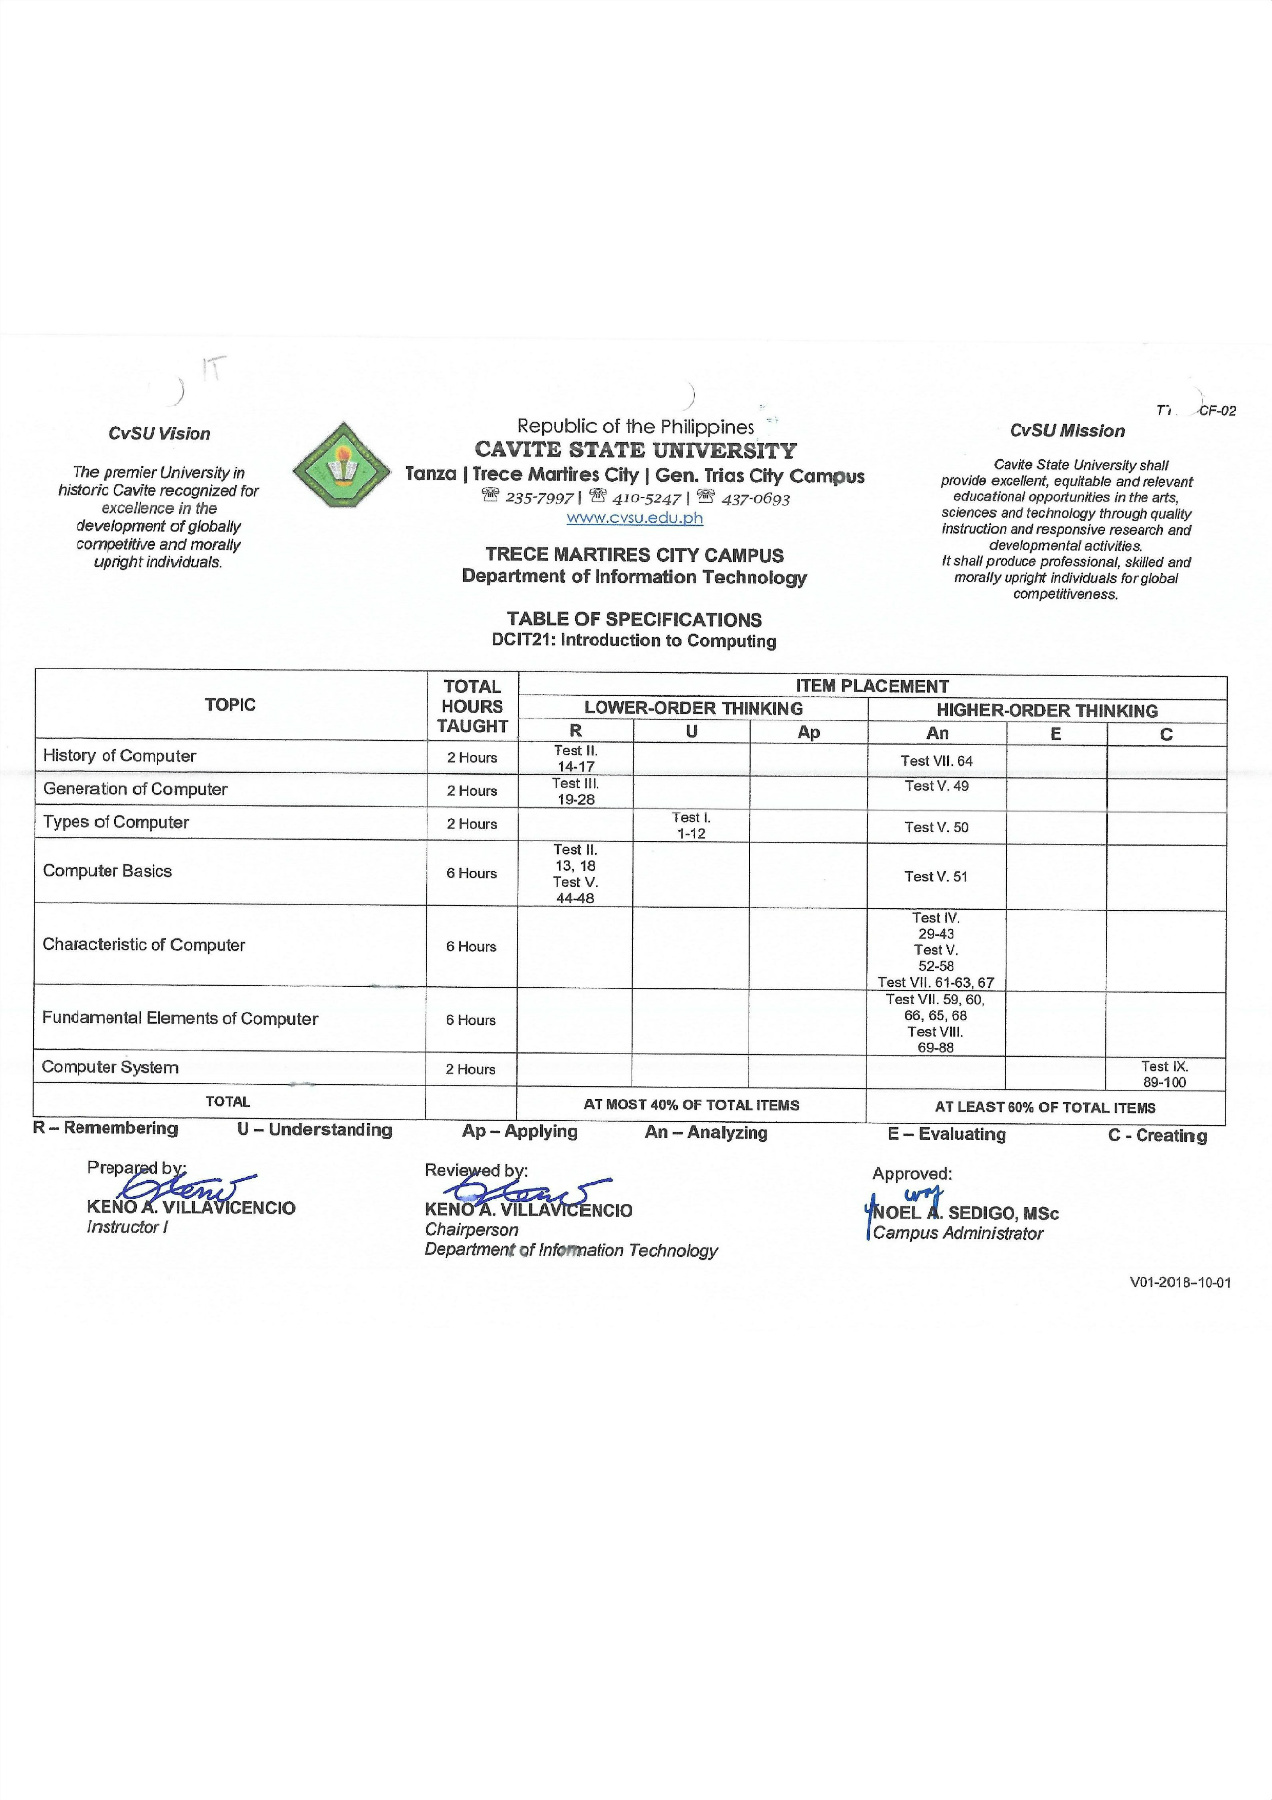 IT
CF-02
CvSU Vision
The premier University in
historic Cavite recognized for
excellence in the
development of globally
competitive and morally
upright individuals.
Republic of the Philippines
CAVITE STATE UNIVERSITY
Tanza | Trece Martires City | Gen. Trias City Campus
☏ 235-7997 | ☏ 410-5247 | ☏ 437-0693
www.cvsu.edu.ph
TRECE MARTIRES CITY CAMPUS
Department of Information Technology
CvSU Mission
Cavite State University shall
provide excellent, equitable and relevant
educational opportunities in the arts,
sciences and technology through quality
instruction and responsive research and
developmental activities.
It shall produce professional, skilled and
morally upright individuals for global
competitiveness.
TABLE OF SPECIFICATIONS
DCIT21: Introduction to Computing
TOPIC
TOTAL
HOURS
TAUGHT
ITEM PLACEMENT
LOWER-ORDER THINKING HIGHER-ORDER THINKING
R U Ap An E C
History of Computer 2 Hours
Test II.
14-17
Test VII. 64
Generation of Computer 2 Hours
Test III.
19-28
Test V. 49
Types of Computer 2 Hours
Test I.
1-12
Test V. 50
Computer Basics 6 Hours
Test II.
13, 18
Test V.
44-48
Test V. 51
Characteristic of Computer 6 Hours
Test IV.
29-43
Test V.
52-58
Test VII. 61-63, 67
Fundamental Elements of Computer 6 Hours
Test VII. 59, 60,
66, 65, 68
Test VIII.
69-88
Computer System 2 Hours
Test IX.
89-100
TOTAL AT MOST 40% OF TOTAL ITEMS AT LEAST 60% OF TOTAL ITEMS
R – Remembering U – Understanding Ap – Applying An – Analyzing E – Evaluating C - Creating
Prepared by:
KENO A. VILLAVICENCIO
Instructor I
Reviewed by:
KENO A. VILLAVICENCIO
Chairperson
Department of Information Technology
Approved:
NOEL A. SEDIGO, MSc
Campus Administrator
V01-2018-10-01